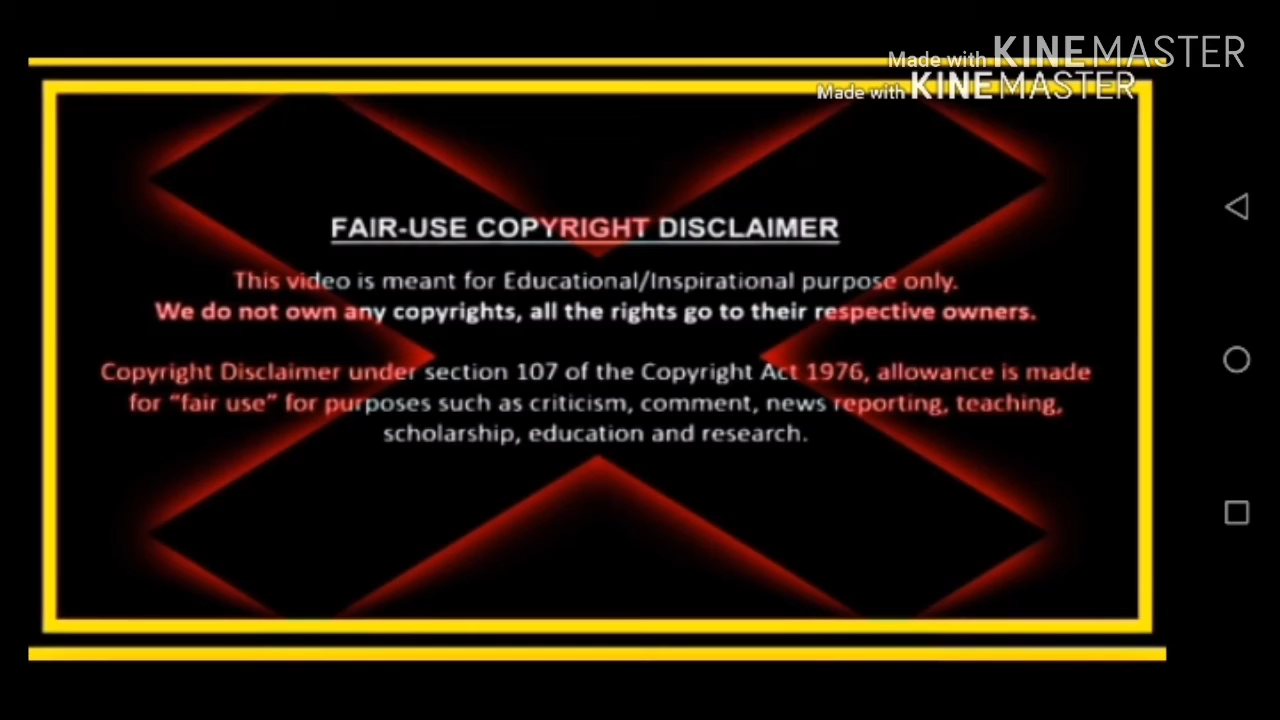 Made with KINEMASTER
Made with KINEMASTER
FAIR-USE COPYRIGHT DISCLAIMER
This video is meant for Educational/Inspirational purpose only.
We do not own any copyrights, all the rights go to their respective owners.
Copyright Disclaimer under section 107 of the Copyright Act 1976, allowance is made
for “fair use” for purposes such as criticism, comment, news reporting, teaching,
scholarship, education and research.